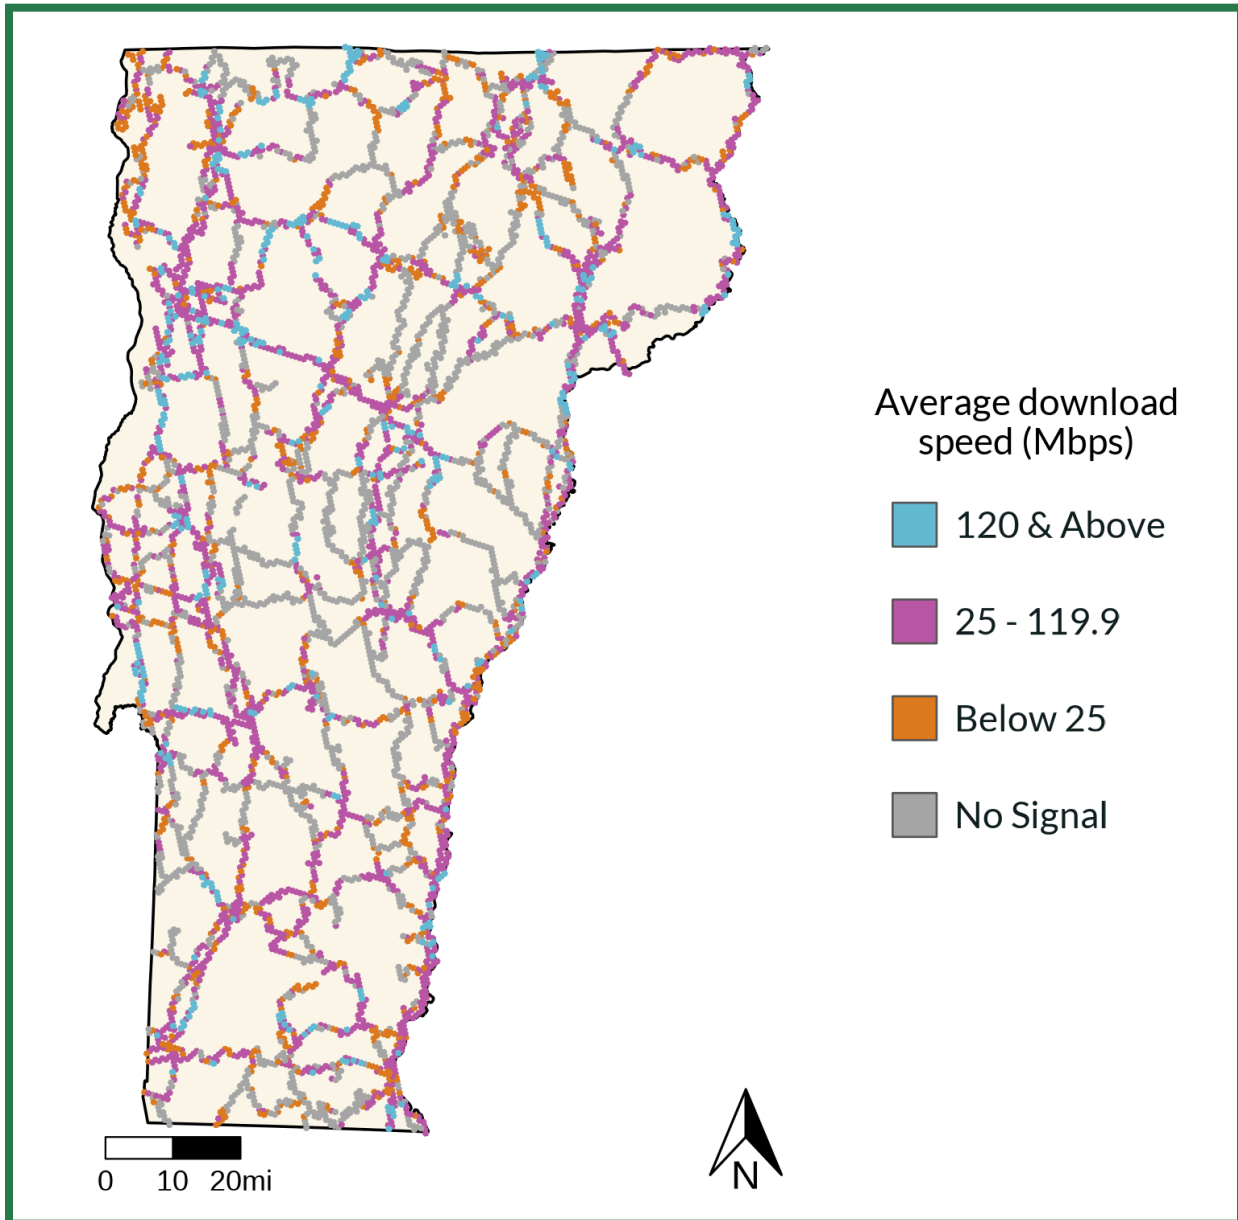 Average download
speed (Mbps)
120 & Above
25 - 119.9
Below 25
No Signal
0 10 20mi
N